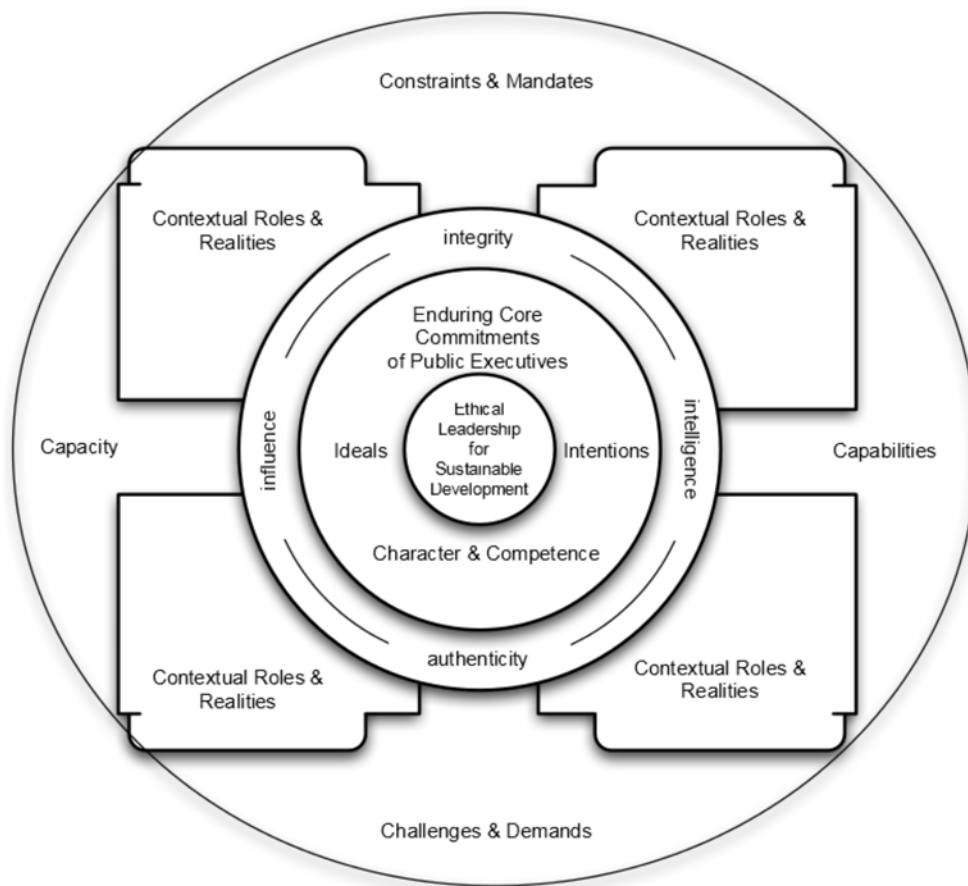 Constraints & Mandates
Contextual Roles &
Realities
Contextual Roles &
Realities
integrity
Enduring Core
Commitments
of Public Executives
influence
Ethical
Leadership
for
Sustainable
Development
intelligence
Capacity
Ideals
Intentions
Capabilities
Character & Competence
authenticity
Contextual Roles &
Realities
Contextual Roles &
Realities
Challenges & Demands